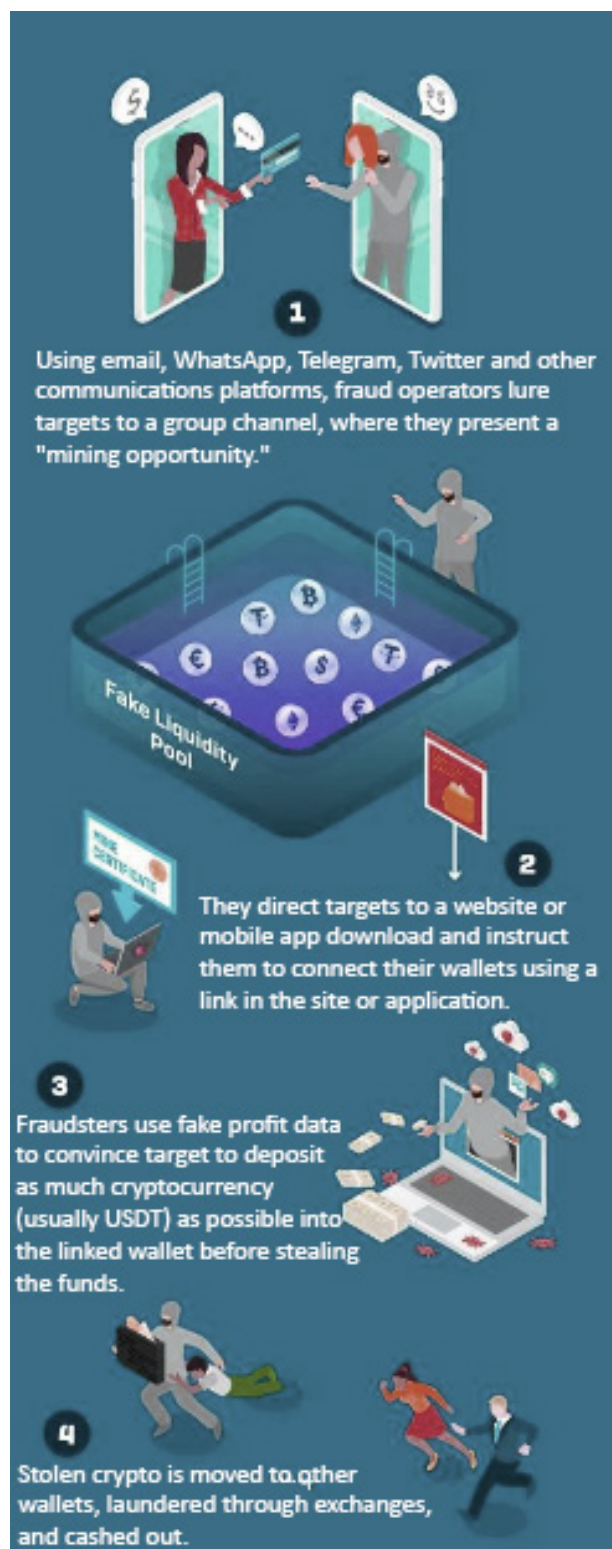 1
Using email, WhatsApp, Telegram, Twitter and other
communications platforms, fraud operators lure
targets to a group channel, where they present a
"mining opportunity."
Fake Liquidity
Pool
MINE
CERTIFICATE
2
They direct targets to a website or
mobile app download and instruct
them to connect their wallets using a
link in the site or application.
3
Fraudsters use fake profit data
to convince target to deposit
as much cryptocurrency
(usually USDT) as possible into
the linked wallet before stealing
the funds.
4
Stolen crypto is moved to other
wallets, laundered through exchanges,
and cashed out.